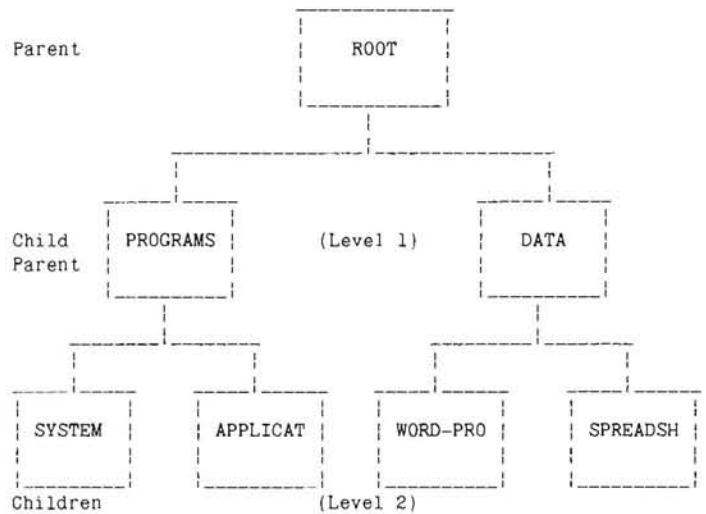 Parent ROOT
Child PROGRAMS (Level 1) DATA
Parent
SYSTEM APPLICAT WORD-PRO SPREADSH
Children (Level 2)